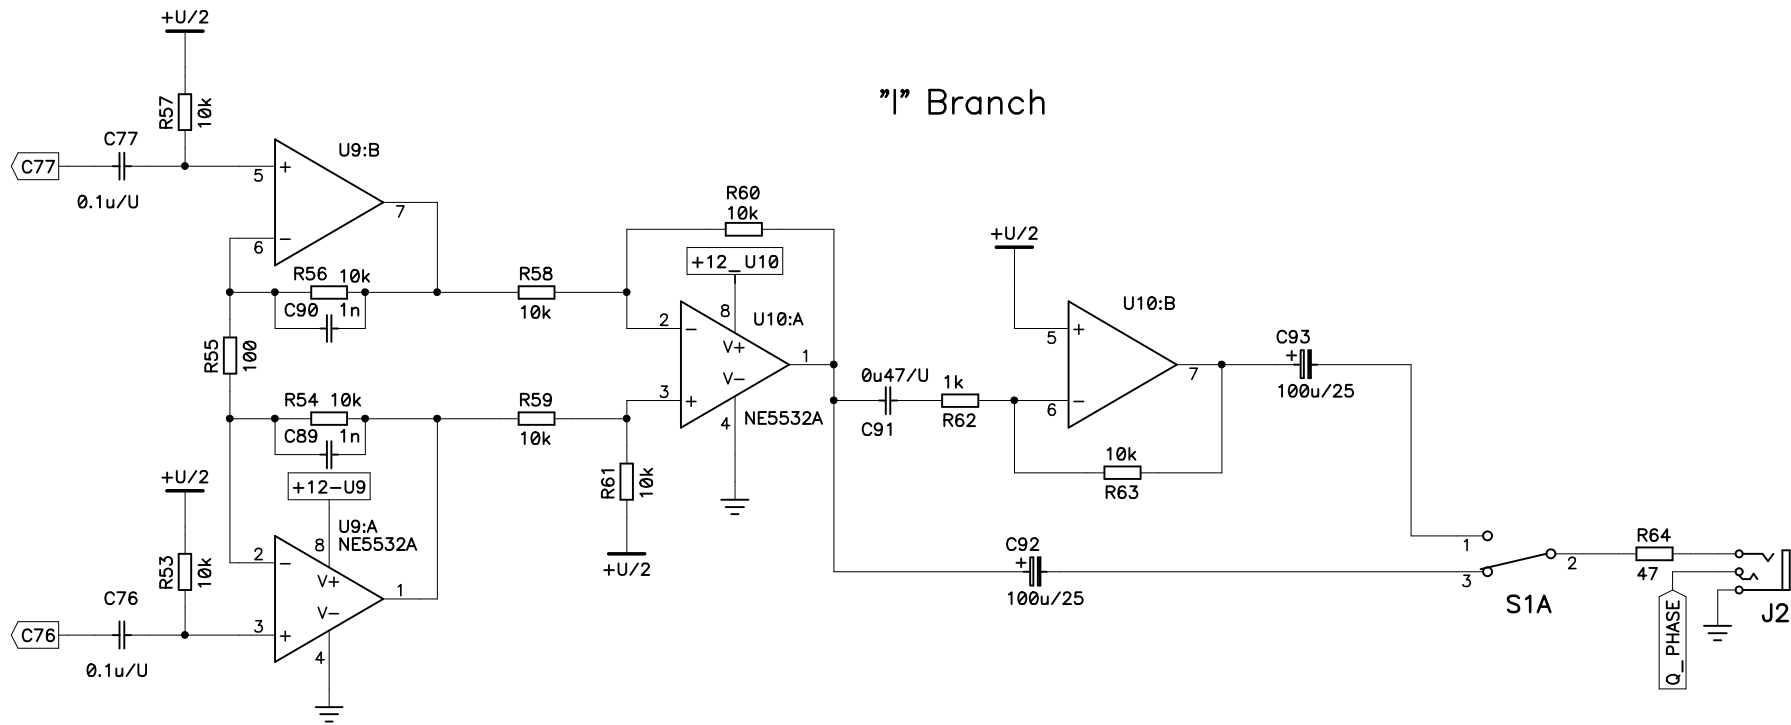 +U/2
"I" Branch
R57
10k
C77
C77
0.1u/U
U9:B
5
+
7
6
−
R56 10k
C90 1n
R55
100
R54 10k
C89 1n
+12-U9
U9:A
NE5532A
8
V+
V−
2
−
1
3
+
4
+U/2
R53
10k
C76
C76
0.1u/U
R58
10k
R59
10k
R60
10k
+12_U10
8
U10:A
2
−
V+
1
V−
3
+
4
NE5532A
R61
10k
+U/2
0u47/U
C91
1k
R62
+U/2
U10:B
5
+
7
6
−
10k
R63
C93
+
100u/25
C92
+
100u/25
1
3
2
S1A
R64
47
Q_PHASE
J2